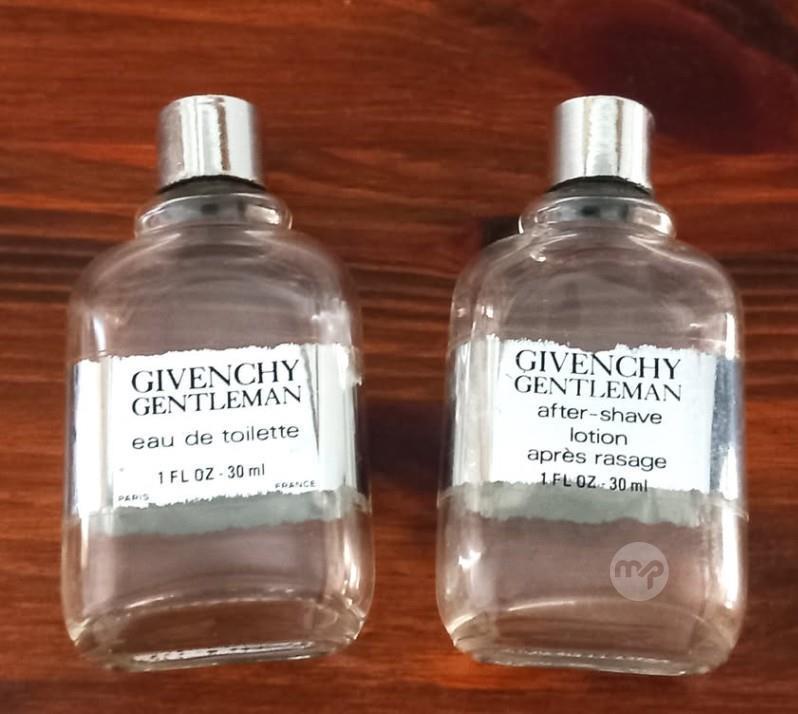 GIVENCHY
GENTLEMAN
eau de toilette
1 FL OZ - 30 ml
PARIS FRANCE
GIVENCHY
GENTLEMAN
after-shave
lotion
après rasage
1 FL OZ - 30 ml
mp